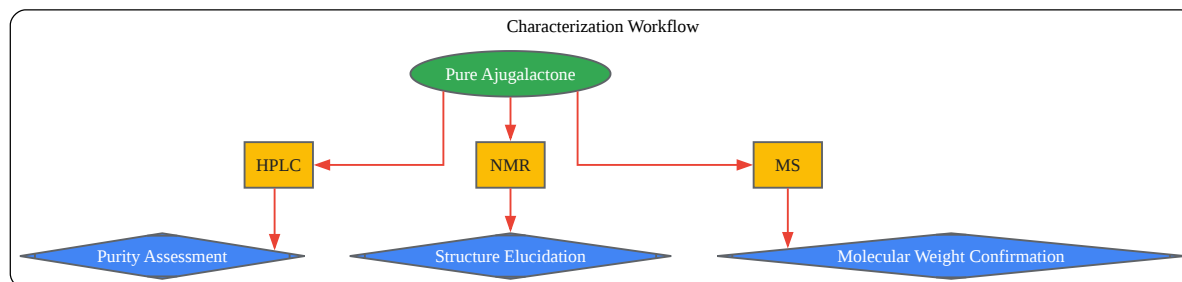 Characterization Workflow
Pure Ajugalactone
HPLC
NMR
MS
Purity Assessment
Structure Elucidation
Molecular Weight Confirmation